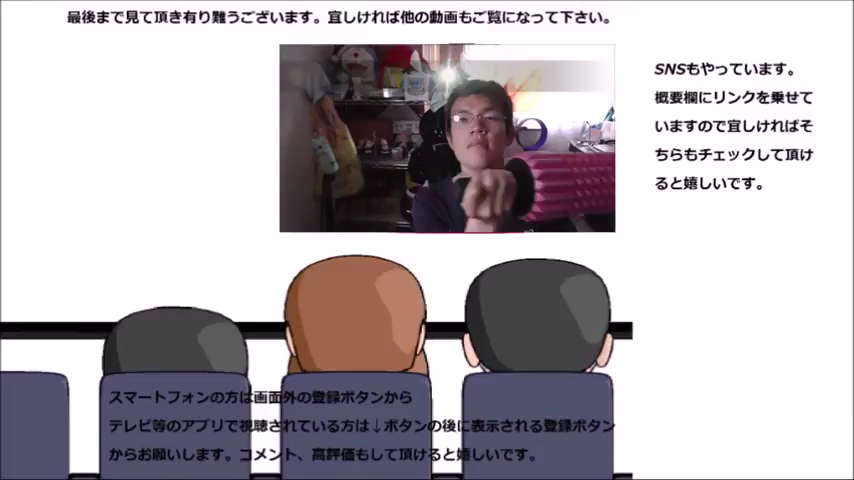 最後まで見て頂き有り難うございます。宜しければ他の動画もご覧になって下さい。
SNSもやっています。
概要欄にリンクを乗せて
いますので宜しければそ
ちらもチェックして頂け
ると嬉しいです。
スマートフォンの方は画面外の登録ボタンから
テレビ等のアプリで視聴されている方は↓ボタンの後に表示される登録ボタン
からお願いします。コメント、高評価もして頂けると嬉しいです。